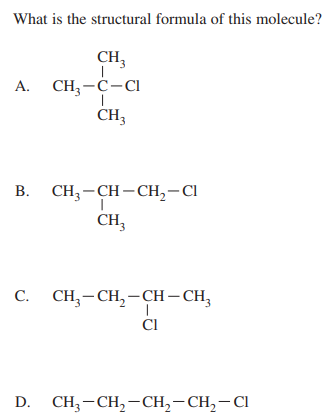 What is the structural formula of this molecule?
CH₃
|
A. CH₃–C–Cl
|
CH₃
B. CH₃–CH–CH₂–Cl
|
CH₃
C. CH₃–CH₂–CH–CH₃
|
Cl
D. CH₃–CH₂–CH₂–CH₂–Cl